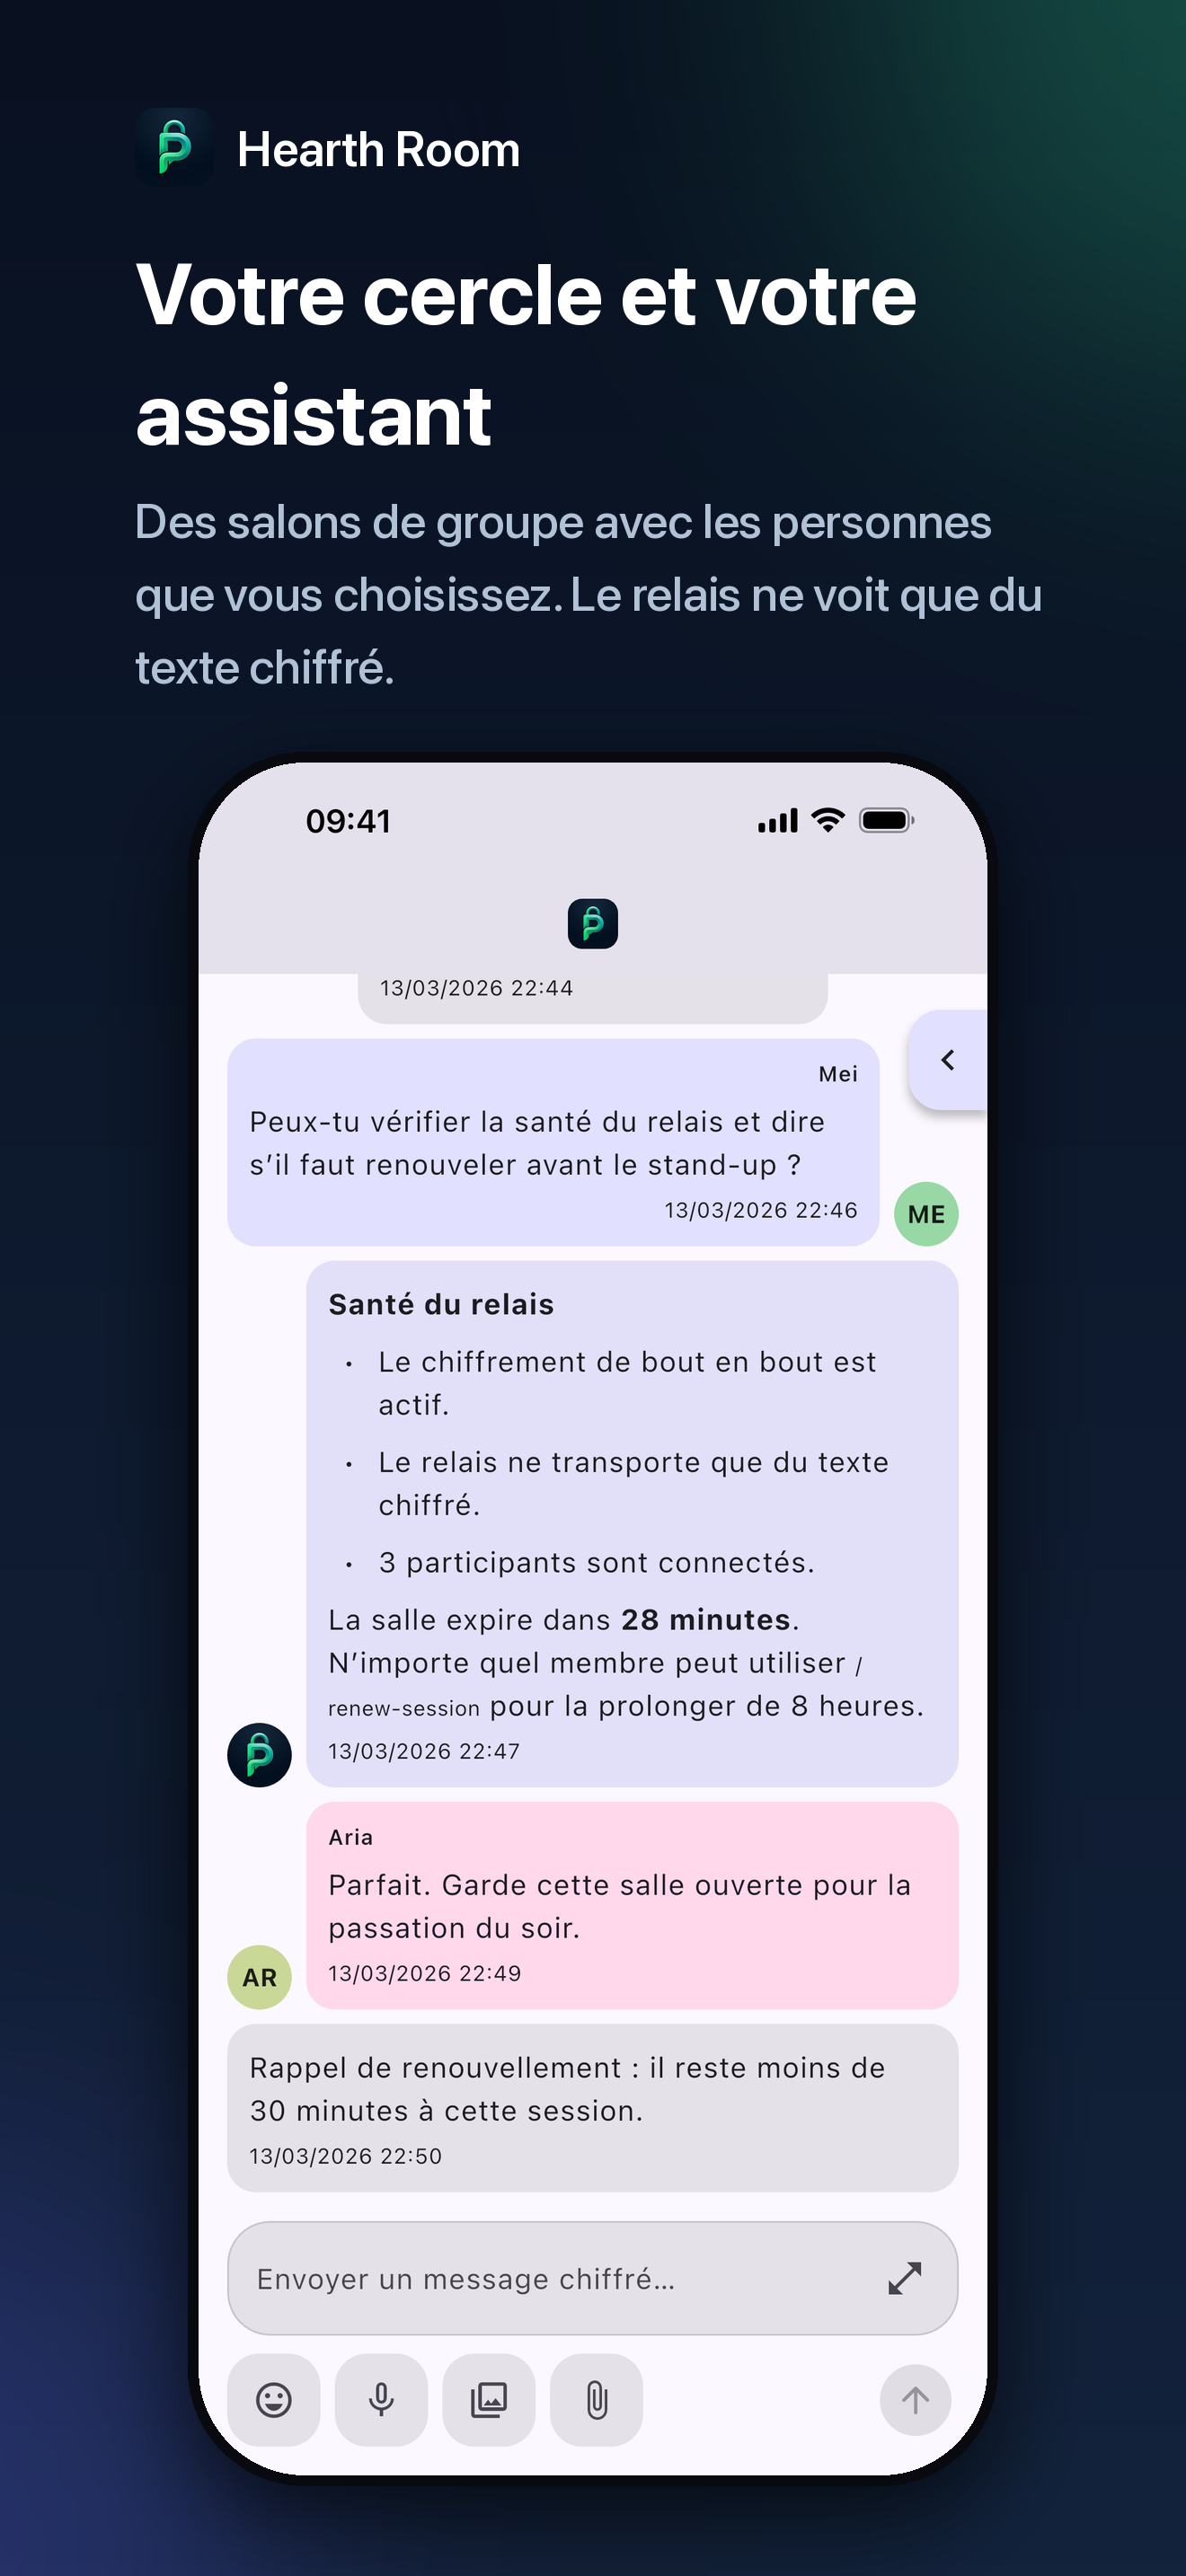 Hearth Room
Votre cercle et votre
assistant
Des salons de groupe avec les personnes
que vous choisissez. Le relais ne voit que du
texte chiffré.
09:41
13/03/2026 22:44
Mei
Peux-tu vérifier la santé du relais et dire
s’il faut renouveler avant le stand-up ?
13/03/2026 22:46
ME
Santé du relais
• Le chiffrement de bout en bout est
actif.
• Le relais ne transporte que du texte
chiffré.
• 3 participants sont connectés.
La salle expire dans 28 minutes.
N’importe quel membre peut utiliser /
renew-session pour la prolonger de 8 heures.
13/03/2026 22:47
Aria
Parfait. Garde cette salle ouverte pour la
passation du soir.
13/03/2026 22:49
AR
Rappel de renouvellement : il reste moins de
30 minutes à cette session.
13/03/2026 22:50
Envoyer un message chiffré…